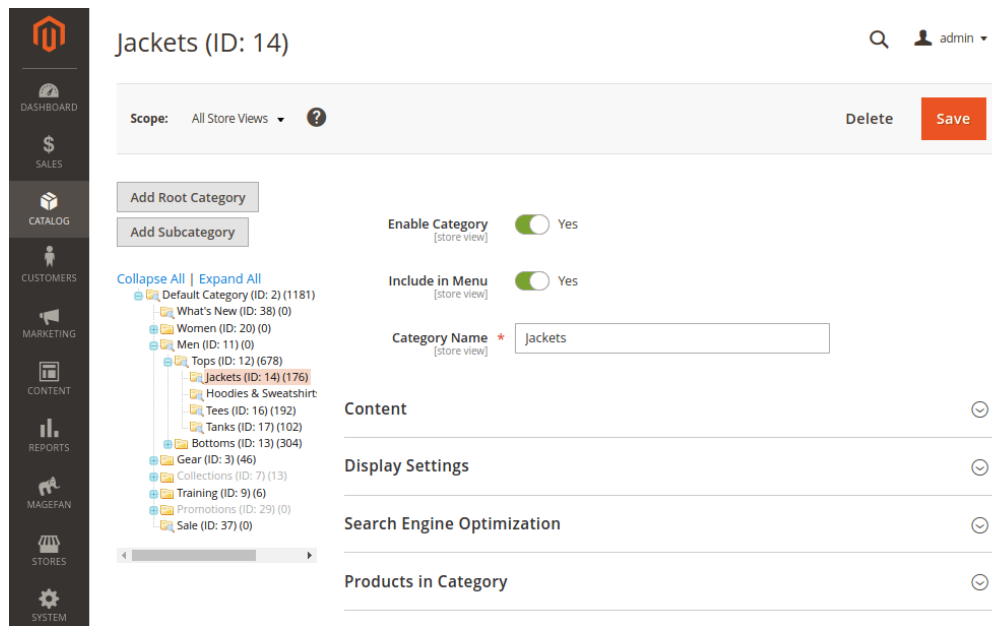 Jackets (ID: 14)
admin
DASHBOARD
SALES
CATALOG
CUSTOMERS
MARKETING
CONTENT
REPORTS
MAGEFAN
STORES
SYSTEM
Scope: All Store Views ?
Delete
Save
Add Root Category
Add Subcategory
Collapse All | Expand All
Default Category (ID: 2) (1181)
What's New (ID: 38) (0)
Women (ID: 20) (0)
Men (ID: 11) (0)
Tops (ID: 12) (678)
Jackets (ID: 14) (176)
Hoodies & Sweatshirt
Tees (ID: 16) (192)
Tanks (ID: 17) (102)
Bottoms (ID: 13) (304)
Gear (ID: 3) (46)
Collections (ID: 7) (13)
Training (ID: 9) (6)
Promotions (ID: 29) (0)
Sale (ID: 37) (0)
Enable Category Yes
[store view]
Include in Menu Yes
[store view]
Category Name * Jackets
[store view]
Content
Display Settings
Search Engine Optimization
Products in Category